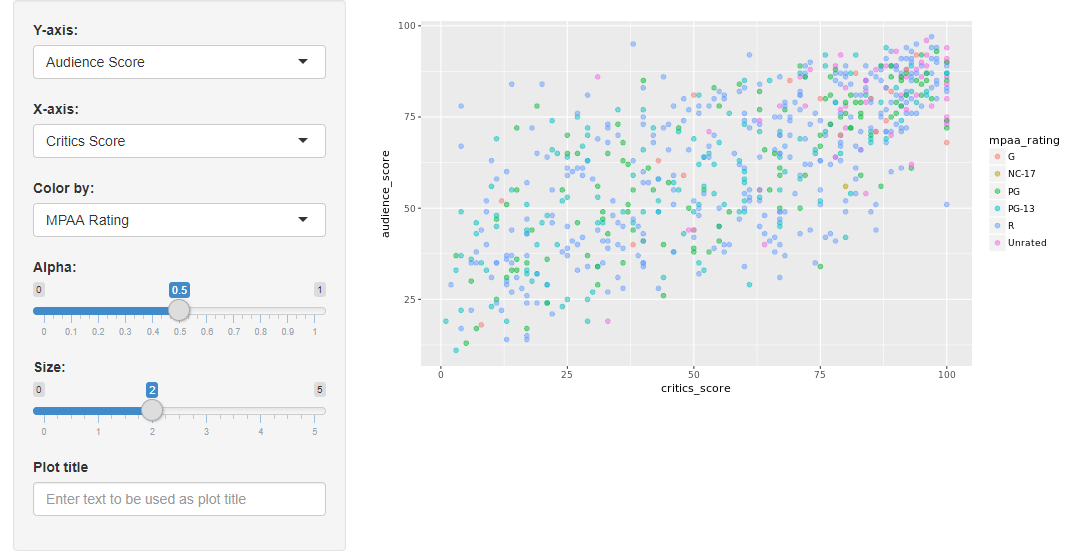 Y-axis:
Audience Score
X-axis:
Critics Score
Color by:
MPAA Rating
Alpha:
0 0.5 1
0 0.1 0.2 0.3 0.4 0.5 0.6 0.7 0.8 0.9 1
Size:
0 2 5
0 1 2 3 4 5
Plot title
Enter text to be used as plot title
audience_score
100
75
50
25
0 25 50 75 100
critics_score
mpaa_rating
G
NC-17
PG
PG-13
R
Unrated